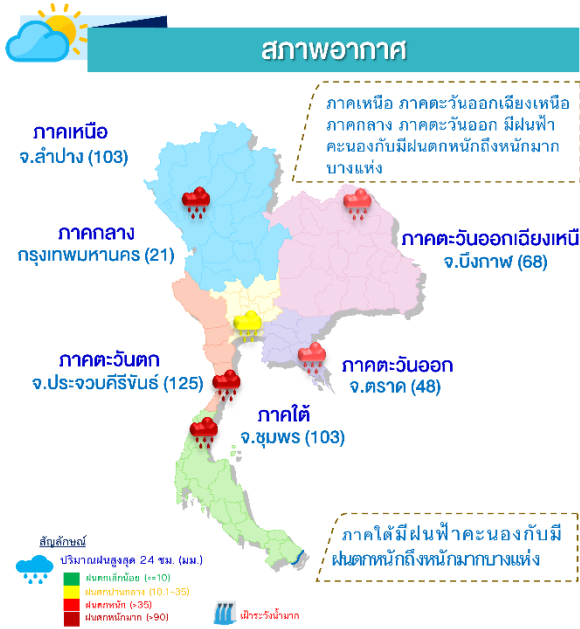 สภาพอากาศ
ภาคเหนือ ภาคตะวันออกเฉียงเหนือ
ภาคกลาง ภาคตะวันออก มีฝนฟ้า
คะนองกับมีฝนตกหนักถึงหนักมาก
บางแห่ง
ภาคเหนือ
จ.ลำปาง (103)
ภาคกลาง
กรุงเทพมหานคร (21)
ภาคตะวันออกเฉียงเหนื
จ.บึงกาฬ (68)
ภาคตะวันตก
จ.ประจวบคีรีขันธ์ (125)
ภาคตะวันออก
จ.ตราด (48)
ภาคใต้
จ.ชุมพร (103)
ภาคใต้มีฝนฟ้าคะนองกับมี
ฝนตกหนักถึงหนักมากบางแห่ง
สัญลักษณ์
ปริมาณฝนสูงสุด 24 ชม. (มม.)
ฝนตกเล็กน้อย (<=10)
ฝนตกปานกลาง (10.1-35)
ฝนตกหนัก (>35)
ฝนตกหนักมาก (>90)
เฝ้าระวังน้ำมาก